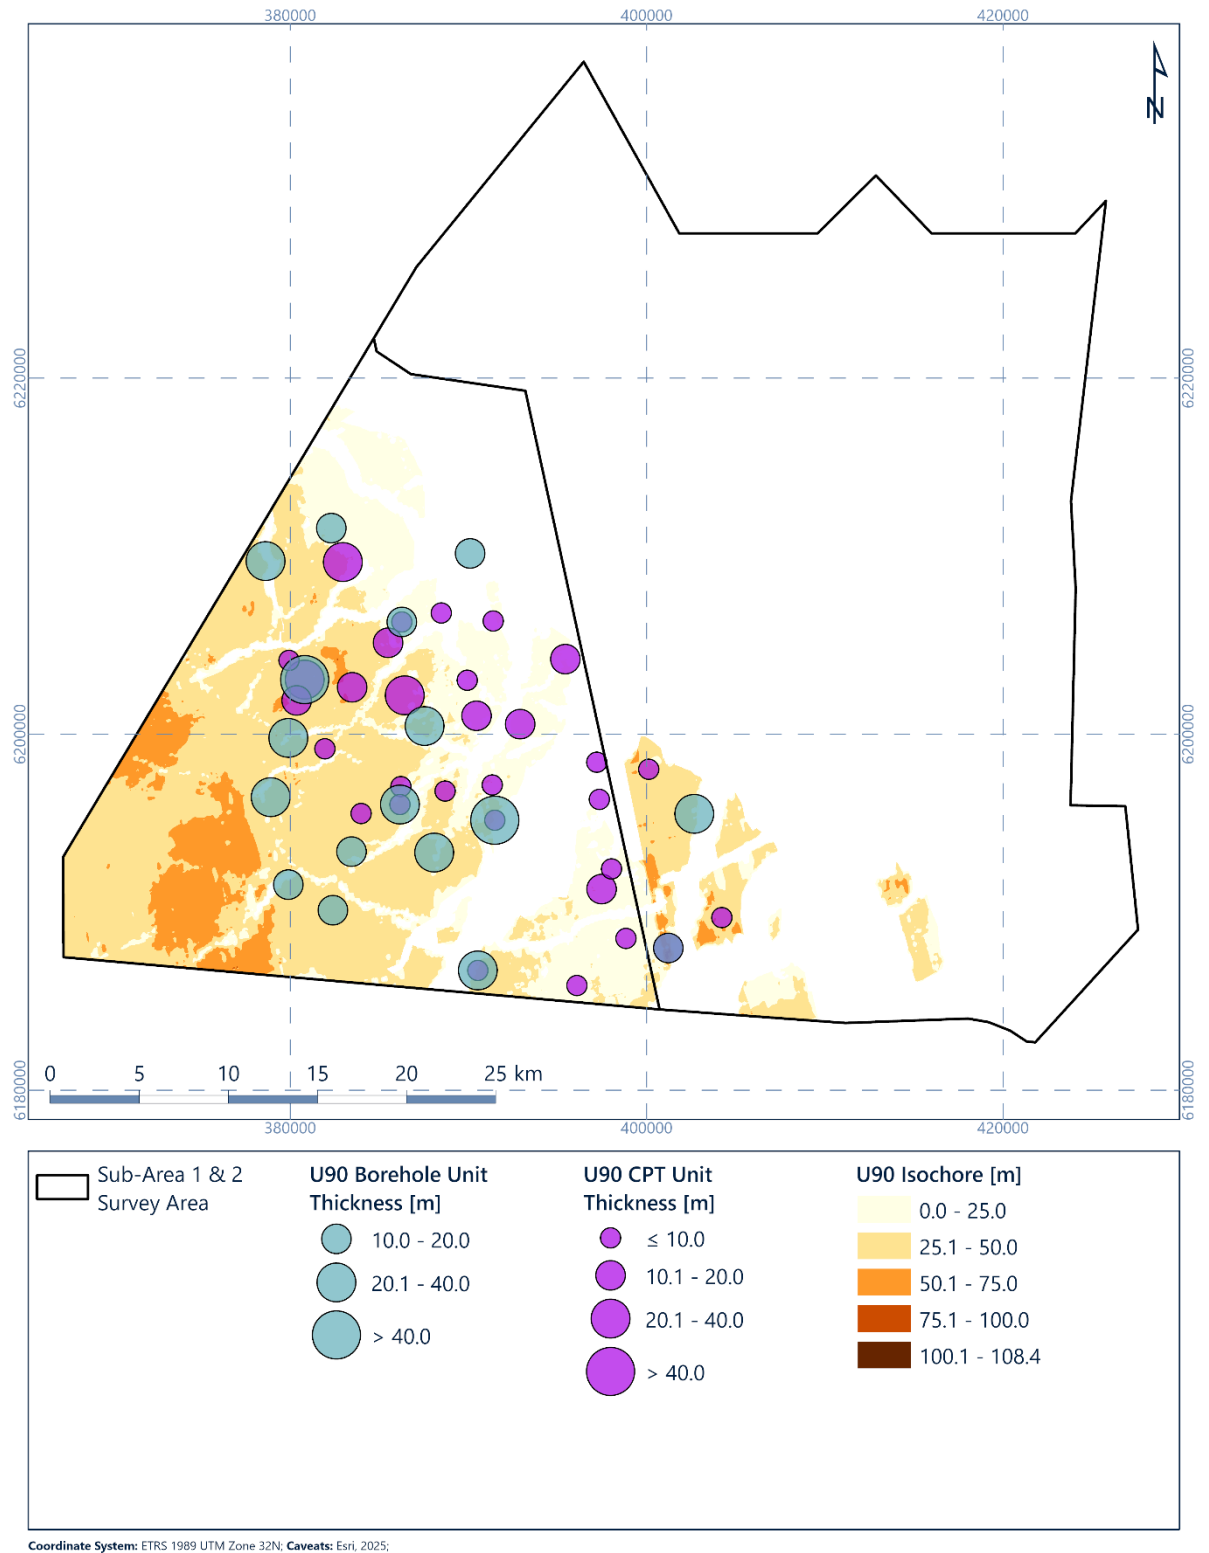 380000 400000 420000
N
6220000 6220000
6200000 6200000
6180000 6180000
0 5 10 15 20 25 km
380000 400000 420000
Sub-Area 1 & 2
Survey Area
U90 Borehole Unit
Thickness [m]
10.0 - 20.0
20.1 - 40.0
> 40.0
U90 CPT Unit
Thickness [m]
≤ 10.0
10.1 - 20.0
20.1 - 40.0
> 40.0
U90 Isochore [m]
0.0 - 25.0
25.1 - 50.0
50.1 - 75.0
75.1 - 100.0
100.1 - 108.4
Coordinate System: ETRS 1989 UTM Zone 32N; Caveats: Esri, 2025;